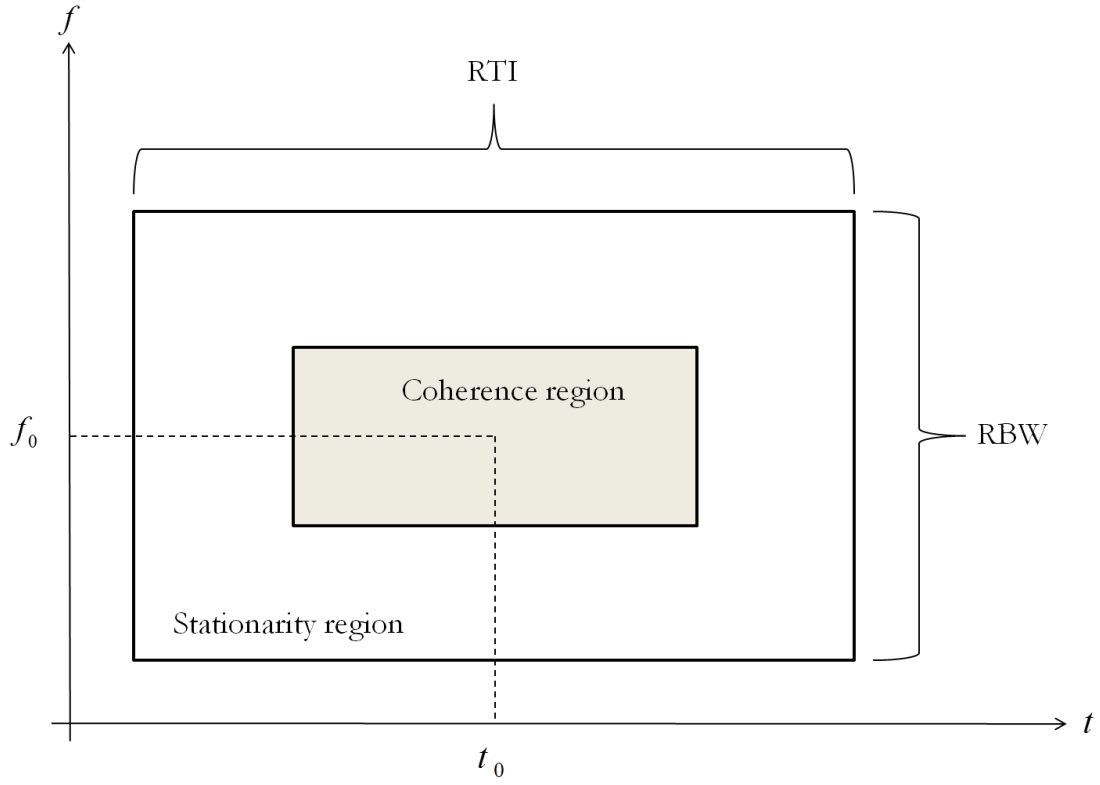 f
RTI
Coherence region
f0
RBW
Stationarity region
t
t0